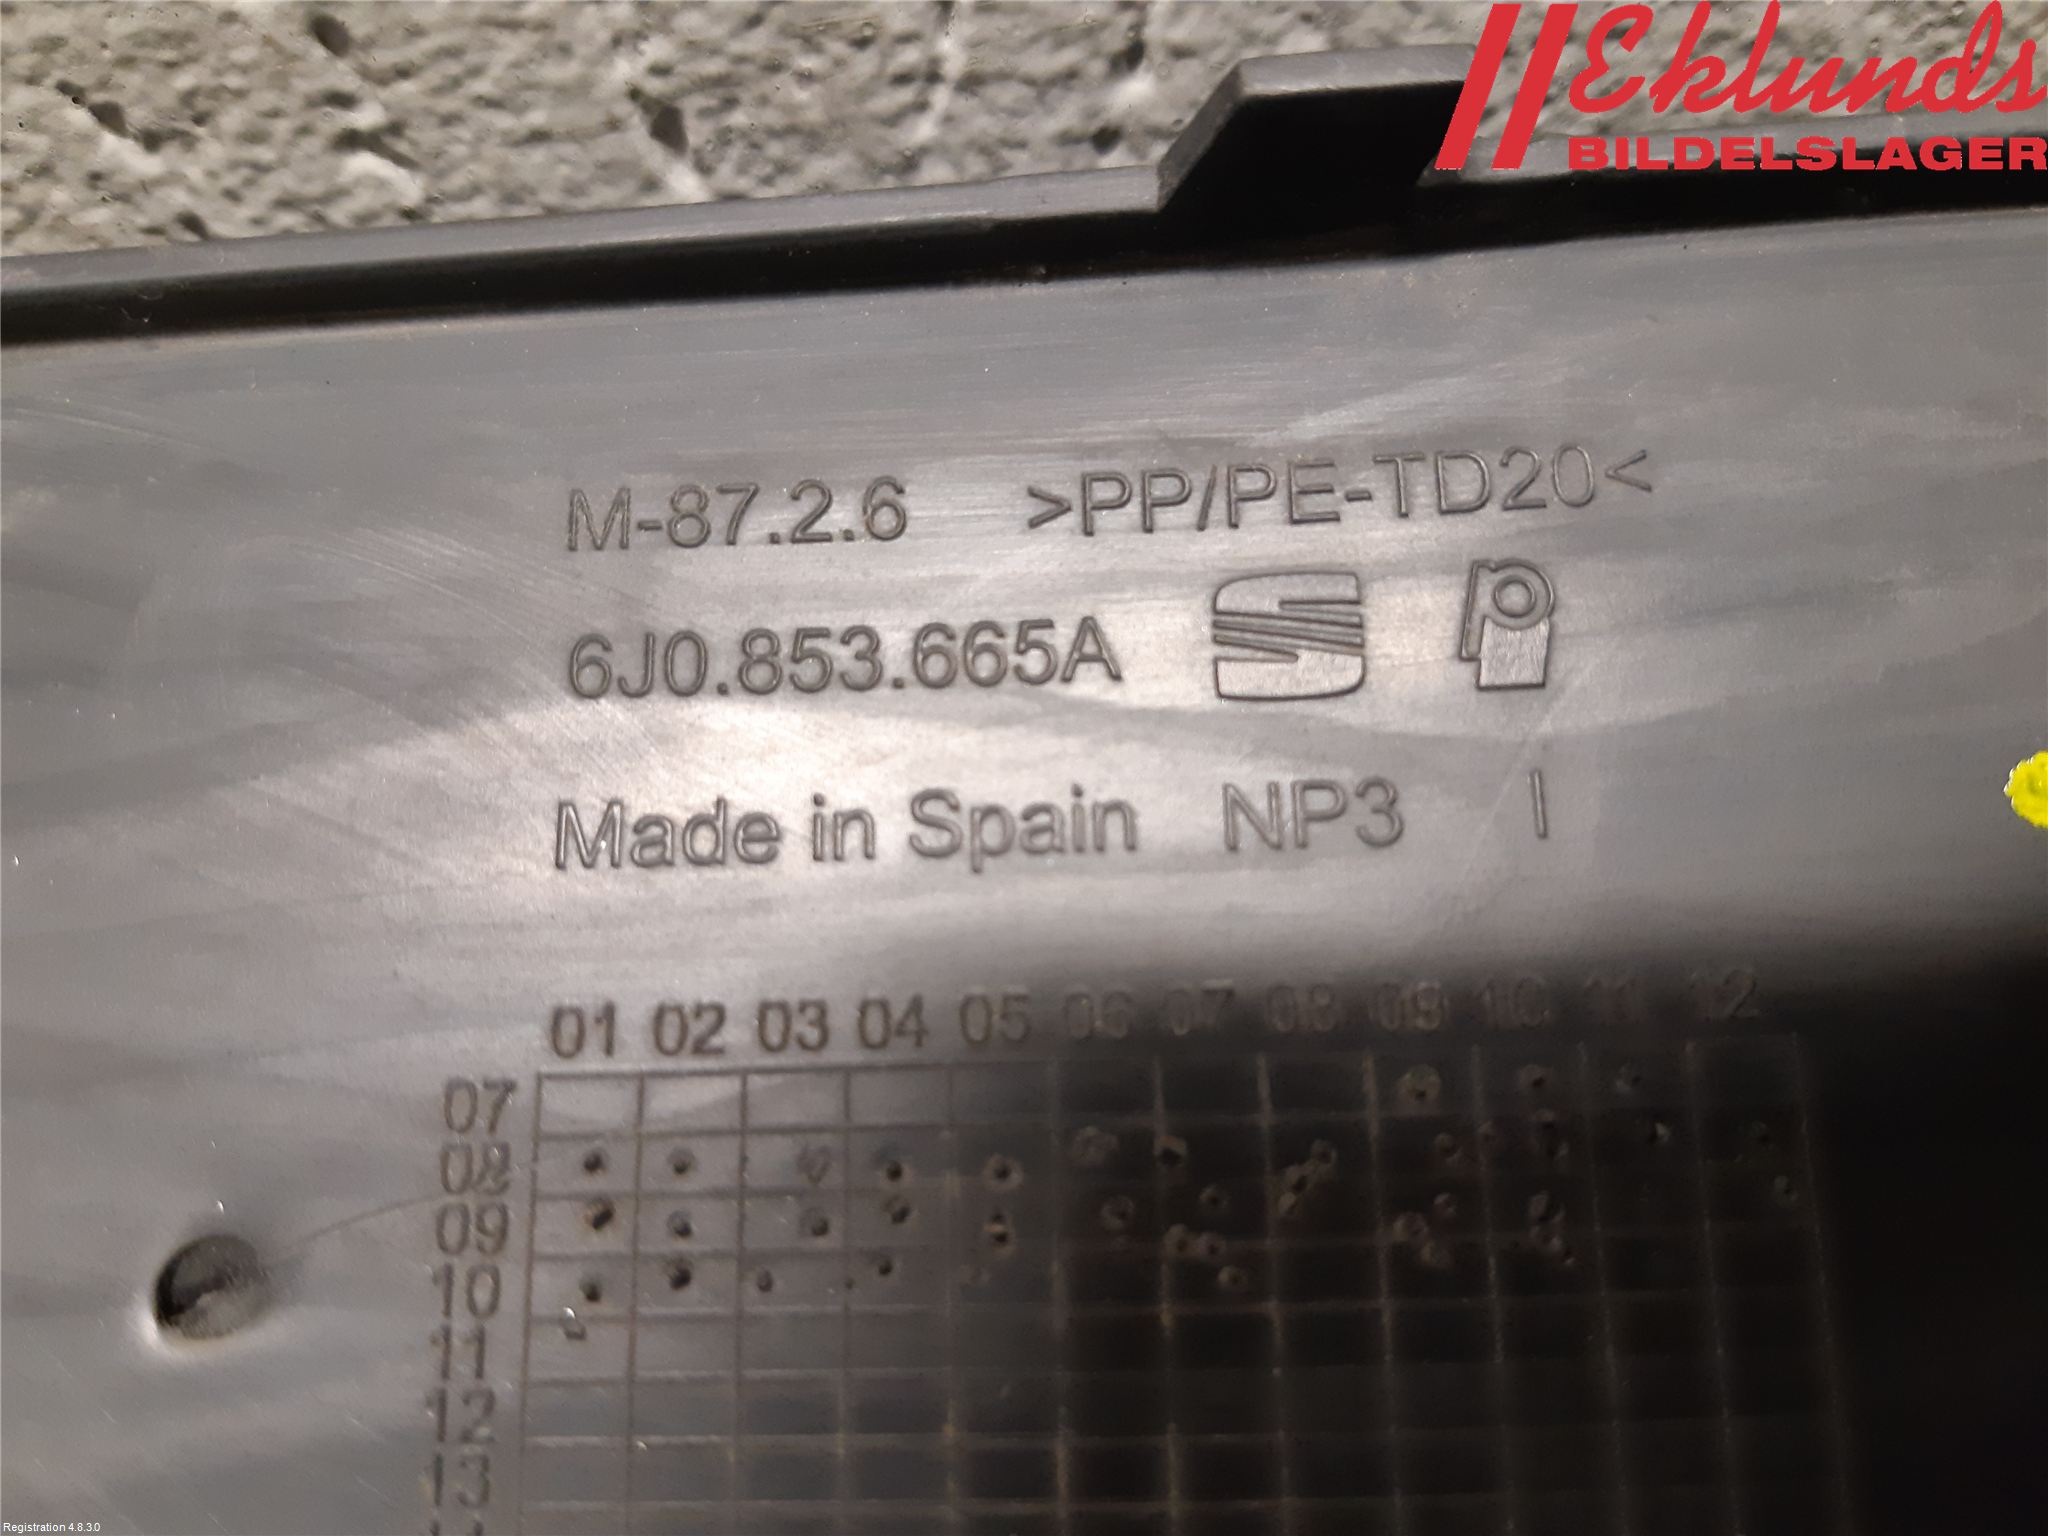 Eklunds
BILDELSLAGER
M-87.2.6 >PP/PE-TD20<
6J0.853.665A
Made in Spain NP3 I
01 02 03 04 05 06 07 08 09 10 11 12
07
08
09
10
11
12
13
Registration 4.8.3.0